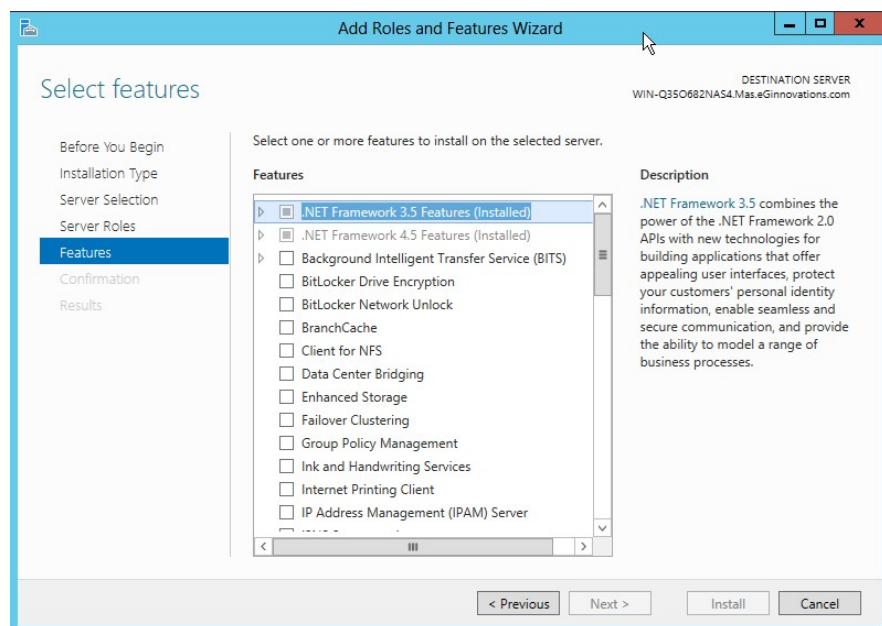 Add Roles and Features Wizard
Select features
DESTINATION SERVER
WIN-Q35O682NAS4.Mas.eGinnovations.com
Before You Begin
Installation Type
Server Selection
Server Roles
Features
Confirmation
Results
Select one or more features to install on the selected server.
Features
.NET Framework 3.5 Features (Installed)
.NET Framework 4.5 Features (Installed)
Background Intelligent Transfer Service (BITS)
BitLocker Drive Encryption
BitLocker Network Unlock
BranchCache
Client for NFS
Data Center Bridging
Enhanced Storage
Failover Clustering
Group Policy Management
Ink and Handwriting Services
Internet Printing Client
IP Address Management (IPAM) Server
Description
.NET Framework 3.5 combines the
power of the .NET Framework 2.0
APIs with new technologies for
building applications that offer
appealing user interfaces, protect
your customers' personal identity
information, enable seamless and
secure communication, and provide
the ability to model a range of
business processes.
< Previous
Next >
Install
Cancel